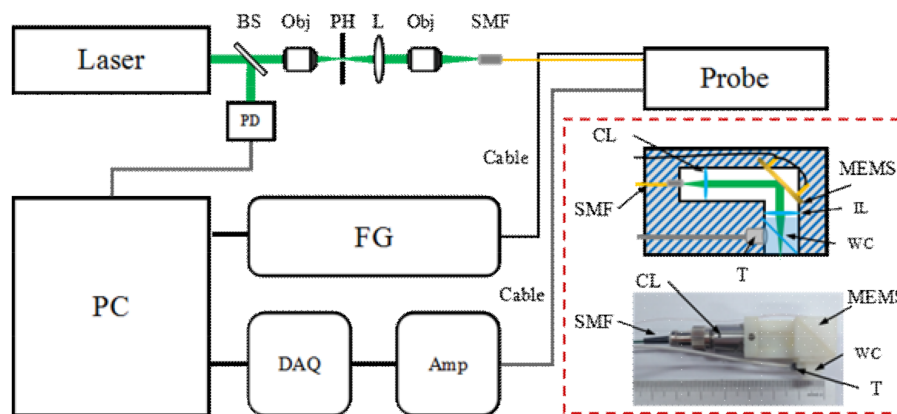 BS Obj PH L Obj SMF
Laser
Probe
PD
CL
Cable
MEMS
SMF
IL
FG
WC
T
PC
Cable
CL
MEMS
SMF
DAQ
Amp
WC
T